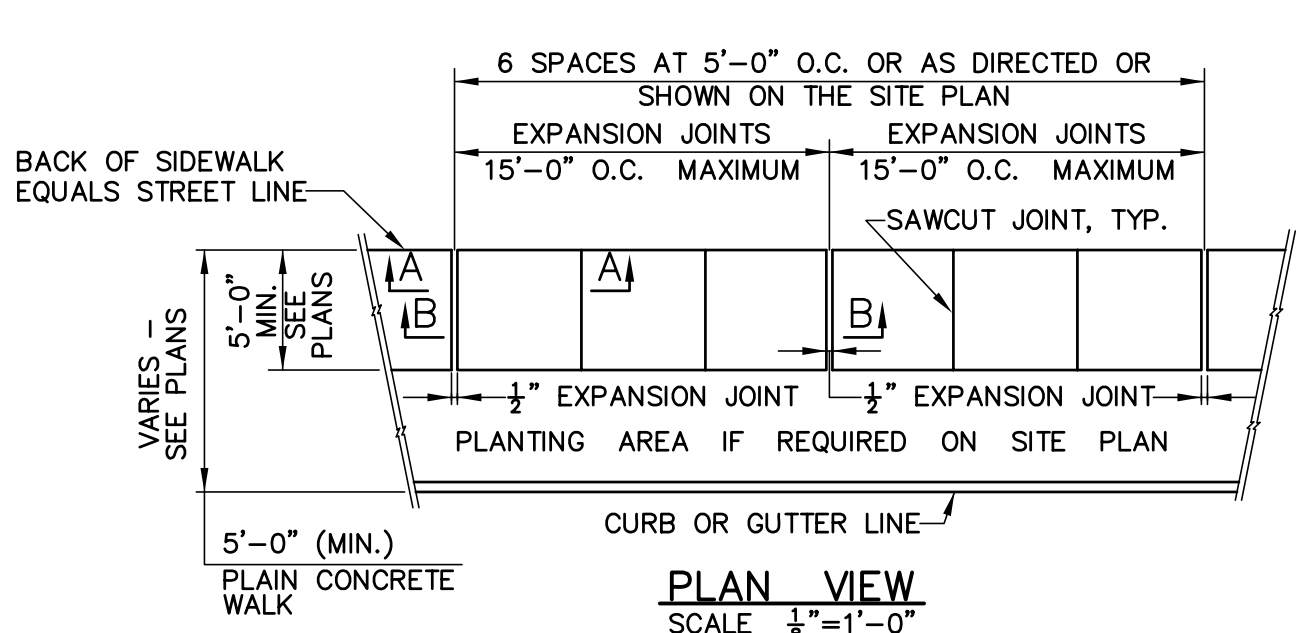 6 SPACES AT 5'-0" O.C. OR AS DIRECTED OR
SHOWN ON THE SITE PLAN
EXPANSION JOINTS
15'-0" O.C. MAXIMUM
EXPANSION JOINTS
15'-0" O.C. MAXIMUM
BACK OF SIDEWALK
EQUALS STREET LINE
SAWCUT JOINT, TYP.
A
A
B
B
5'-0"
MIN.
SEE
PLANS
VARIES -
SEE PLANS
1/2" EXPANSION JOINT
1/2" EXPANSION JOINT
PLANTING AREA IF REQUIRED ON SITE PLAN
CURB OR GUTTER LINE
5'-0" (MIN.)
PLAIN CONCRETE
WALK
PLAN VIEW
SCALE 1/8"=1'-0"